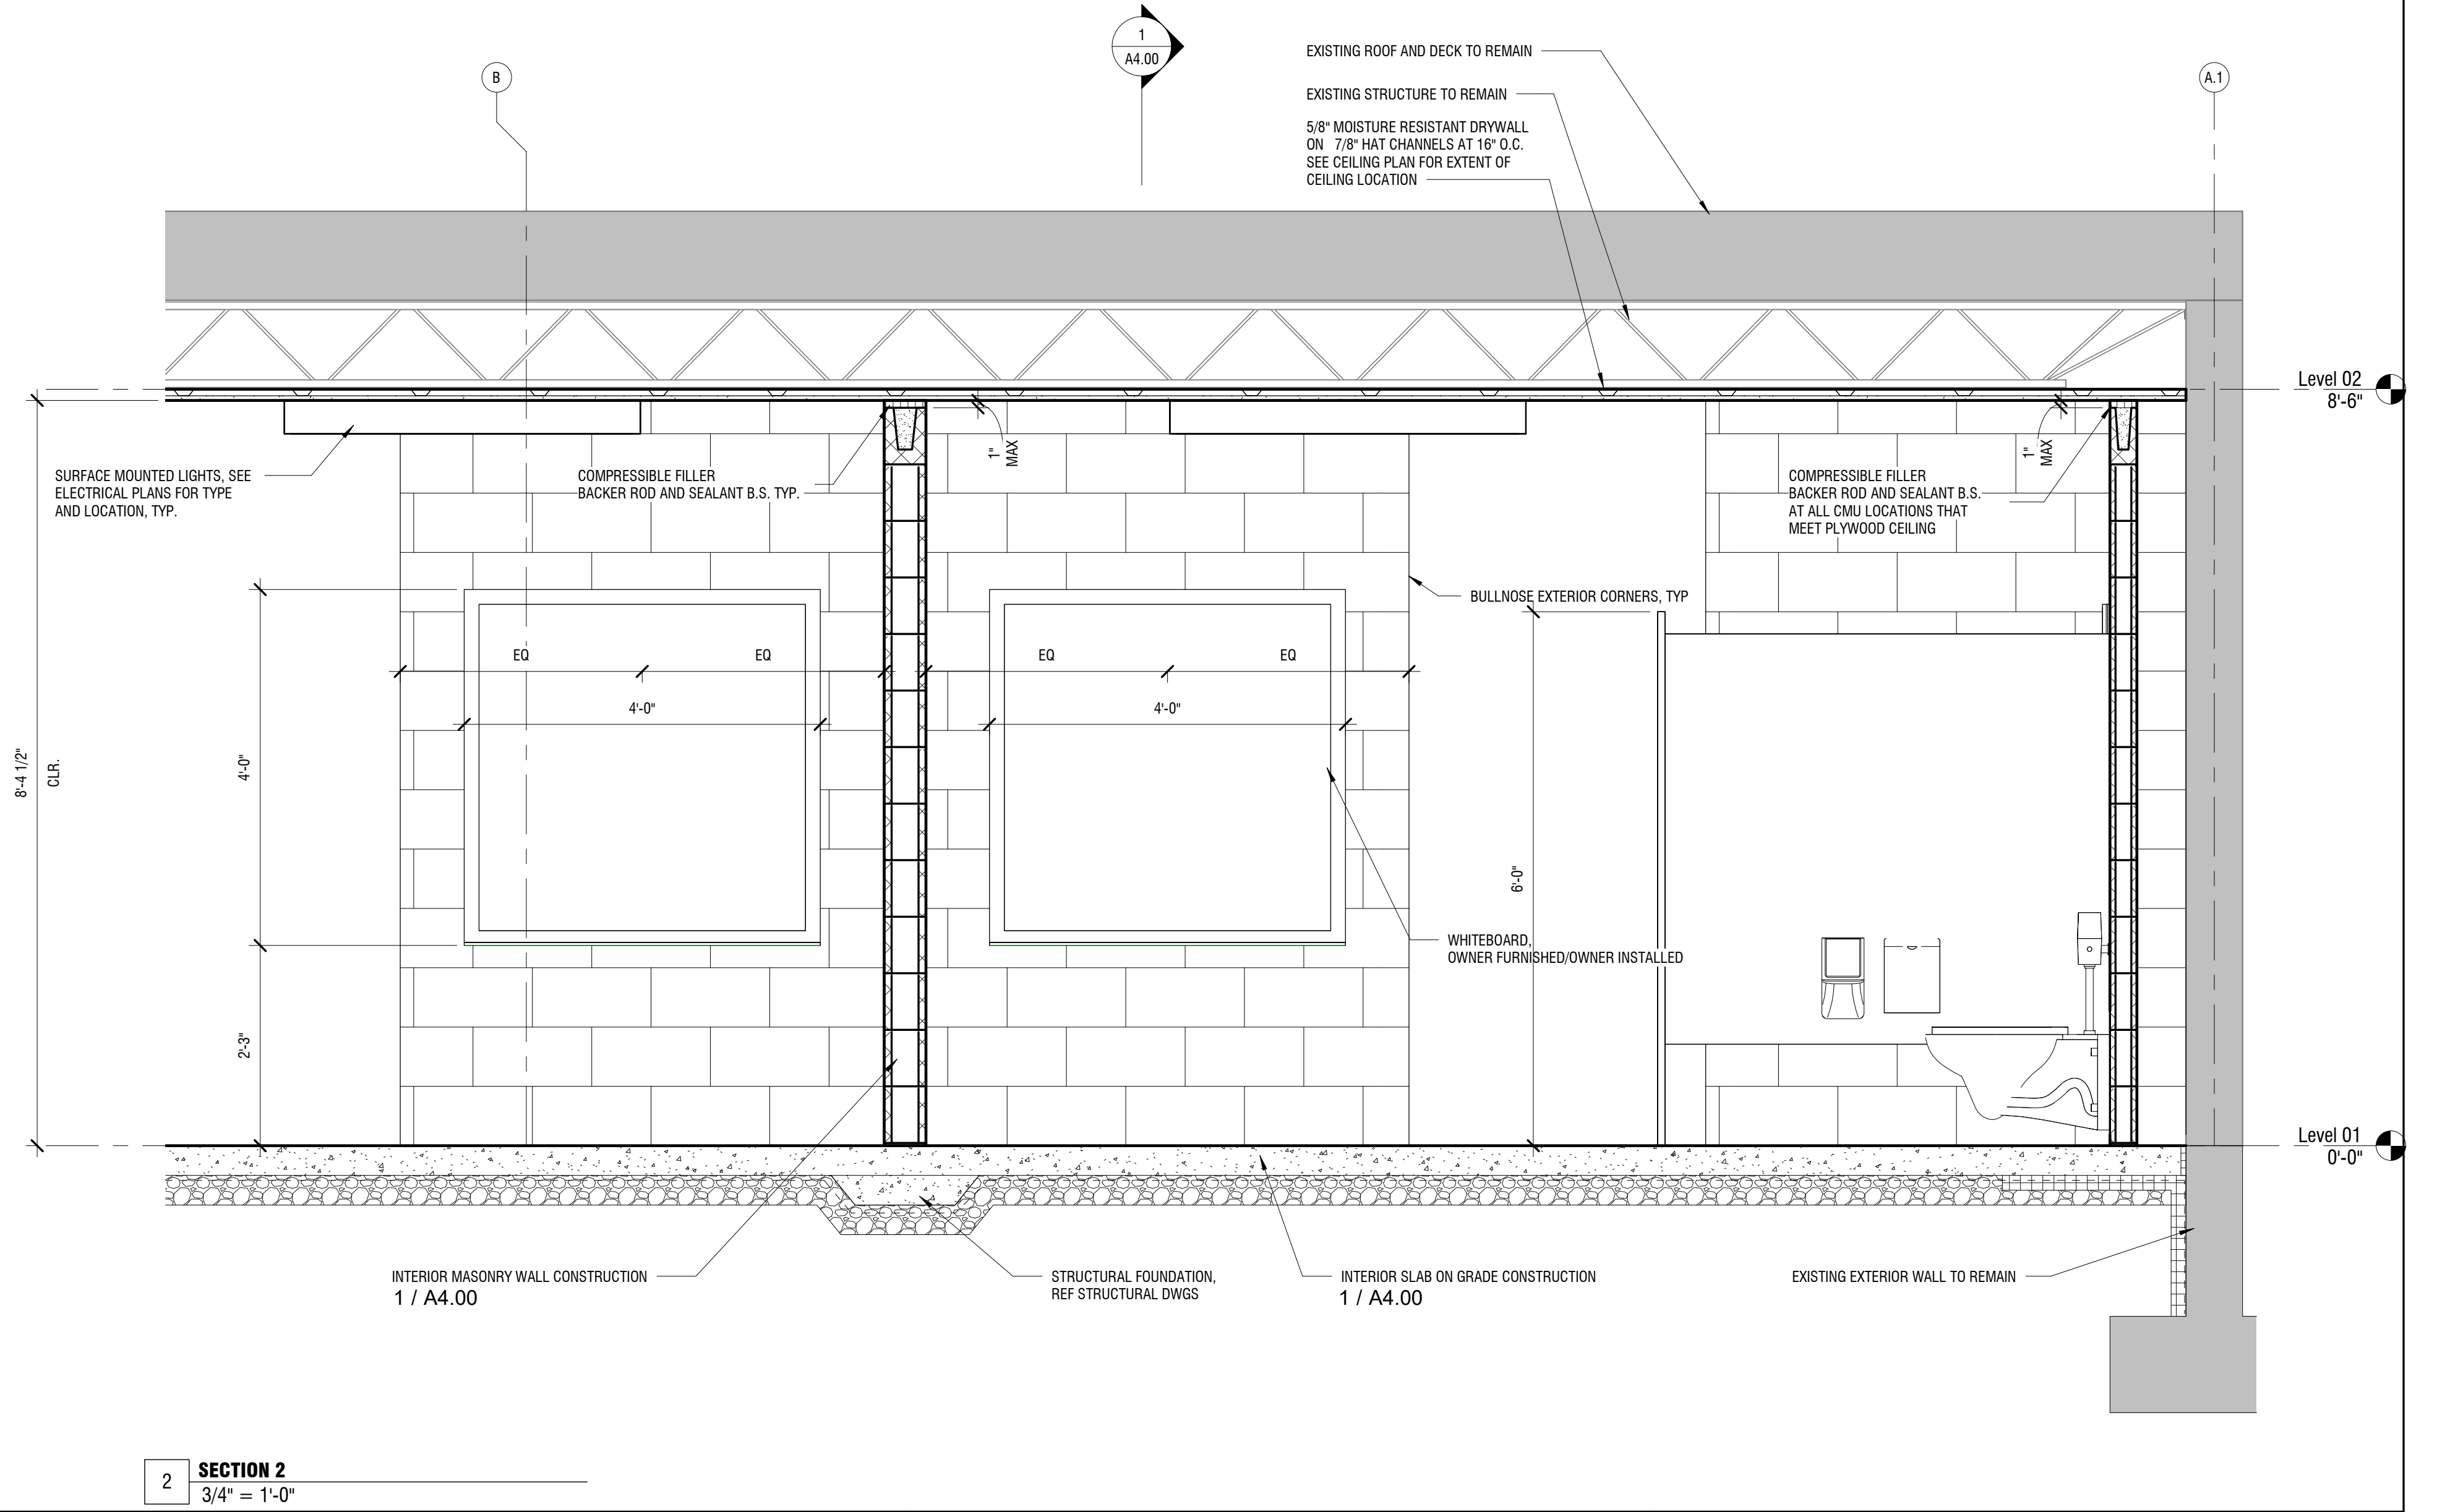 1
A4.00
B
A.1
EXISTING ROOF AND DECK TO REMAIN
EXISTING STRUCTURE TO REMAIN
5/8" MOISTURE RESISTANT DRYWALL
ON 7/8" HAT CHANNELS AT 16" O.C.
SEE CEILING PLAN FOR EXTENT OF
CEILING LOCATION
Level 02
8'-6"
SURFACE MOUNTED LIGHTS, SEE
ELECTRICAL PLANS FOR TYPE
AND LOCATION, TYP.
COMPRESSIBLE FILLER
BACKER ROD AND SEALANT B.S. TYP.
1"
MAX
1"
MAX
COMPRESSIBLE FILLER
BACKER ROD AND SEALANT B.S.
AT ALL CMU LOCATIONS THAT
MEET PLYWOOD CEILING
BULLNOSE EXTERIOR CORNERS, TYP
EQ
EQ
EQ
EQ
4'-0"
4'-0"
8'-4 1/2"
CLR.
4'-0"
6'-0"
WHITEBOARD,
OWNER FURNISHED/OWNER INSTALLED
2'-3"
Level 01
0'-0"
INTERIOR MASONRY WALL CONSTRUCTION
1 / A4.00
STRUCTURAL FOUNDATION,
REF STRUCTURAL DWGS
INTERIOR SLAB ON GRADE CONSTRUCTION
1 / A4.00
EXISTING EXTERIOR WALL TO REMAIN
2
SECTION 2
3/4" = 1'-0"